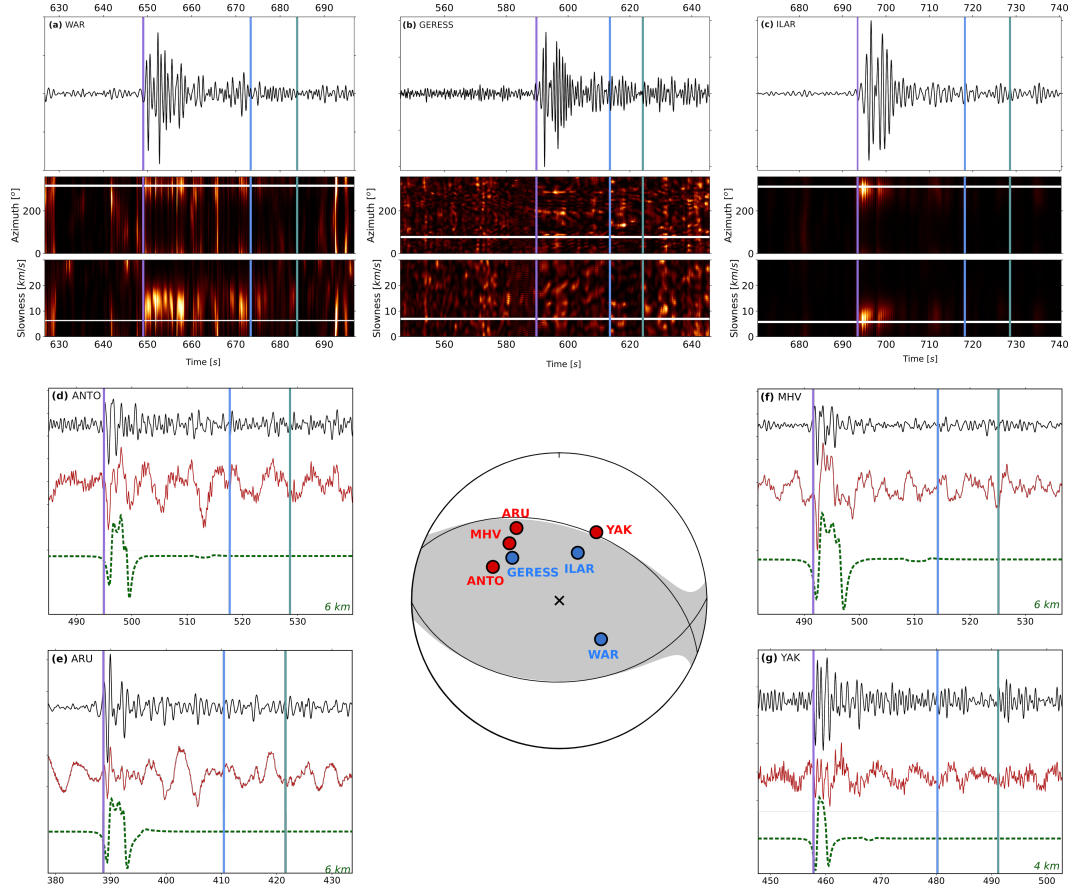 630 640 650 660 670 680 690
560 580 600 620 640
670 680 690 700 710 720 730 740
(a) WAR
(b) GERESS
(c) ILAR
Azimuth [°]
200
0
Azimuth [°]
200
0
Azimuth [°]
200
0
Slowness [km/s]
20
10
0
Slowness [km/s]
20
10
0
Slowness [km/s]
20
10
0
630 640 650 660 670 680 690
560 580 600 620 640
670 680 690 700 710 720 730 740
Time [s]
Time [s]
Time [s]
(d) ANTO
6 km
490 500 510 520 530
(f) MHV
6 km
490 500 510 520 530
ARU
YAK
MHV
GERESS
ILAR
ANTO
WAR
(e) ARU
6 km
380 390 400 410 420 430
(g) YAK
4 km
450 460 470 480 490 500